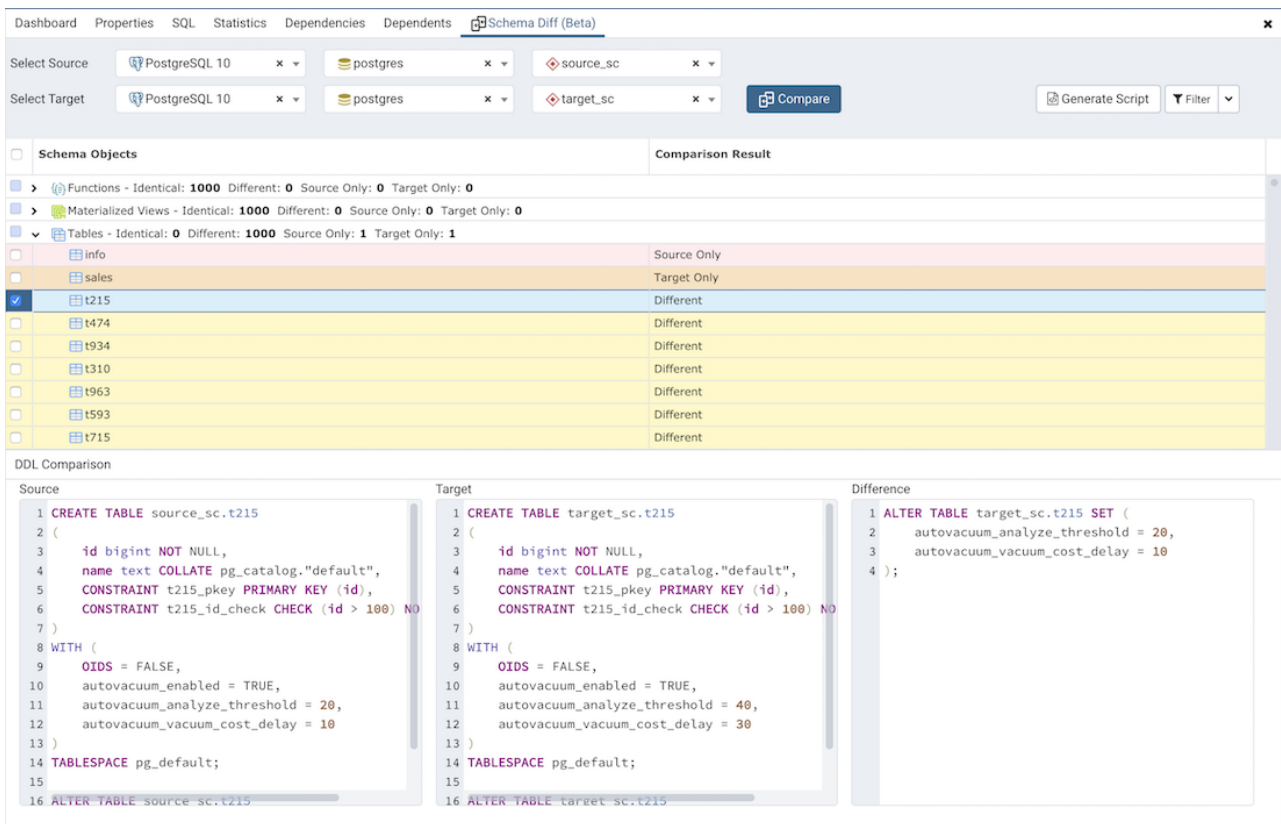 Dashboard Properties SQL Statistics Dependencies Dependents Schema Diff (Beta)
Select Source PostgreSQL 10 postgres source_sc
Select Target PostgreSQL 10 postgres target_sc Compare Generate Script Filter
Schema Objects Comparison Result
Functions - Identical: 1000 Different: 0 Source Only: 0 Target Only: 0
Materialized Views - Identical: 1000 Different: 0 Source Only: 0 Target Only: 0
Tables - Identical: 0 Different: 1000 Source Only: 1 Target Only: 1
info Source Only
sales Target Only
t215 Different
t474 Different
t934 Different
t310 Different
t963 Different
t593 Different
t715 Different
DDL Comparison
Source
1 CREATE TABLE source_sc.t215
2 (
3 id bigint NOT NULL,
4 name text COLLATE pg_catalog."default",
5 CONSTRAINT t215_pkey PRIMARY KEY (id),
6 CONSTRAINT t215_id_check CHECK (id > 100) NO
7 )
8 WITH (
9 OIDS = FALSE,
10 autovacuum_enabled = TRUE,
11 autovacuum_analyze_threshold = 20,
12 autovacuum_vacuum_cost_delay = 10
13 )
14 TABLESPACE pg_default;
15
16 ALTER TABLE source_sc.t215
Target
1 CREATE TABLE target_sc.t215
2 (
3 id bigint NOT NULL,
4 name text COLLATE pg_catalog."default",
5 CONSTRAINT t215_pkey PRIMARY KEY (id),
6 CONSTRAINT t215_id_check CHECK (id > 100) NO
7 )
8 WITH (
9 OIDS = FALSE,
10 autovacuum_enabled = TRUE,
11 autovacuum_analyze_threshold = 40,
12 autovacuum_vacuum_cost_delay = 30
13 )
14 TABLESPACE pg_default;
15
16 ALTER TABLE target_sc.t215
Difference
1 ALTER TABLE target_sc.t215 SET (
2 autovacuum_analyze_threshold = 20,
3 autovacuum_vacuum_cost_delay = 10
4 );